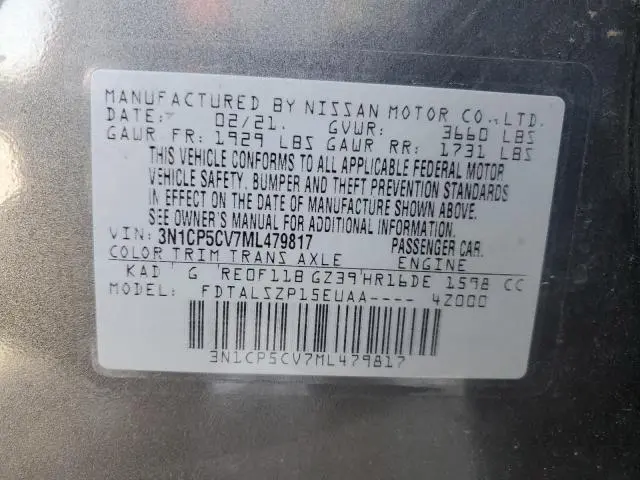 MANUFACTURED BY NISSAN MOTOR CO., LTD.
DATE: 02/21. GVWR: 3660 LBS
GAWR FR: 1929 LBS GAWR RR: 1731 LBS
THIS VEHICLE CONFORMS TO ALL APPLICABLE FEDERAL MOTOR
VEHICLE SAFETY, BUMPER AND THEFT PREVENTION STANDARDS
IN EFFECT ON THE DATE OF MANUFACTURE SHOWN ABOVE.
SEE OWNER'S MANUAL FOR ADDITIONAL INFORMATION.
VIN: 3N1CP5CV7ML479817 PASSENGER CAR.
COLOR TRIM TRANS AXLE ENGINE
KAD G RE0F11B GZ39 HR16DE 1598 CC
MODEL: FDTALSZP15EUAA---- 4Z000
3N1CP5CV7ML479817